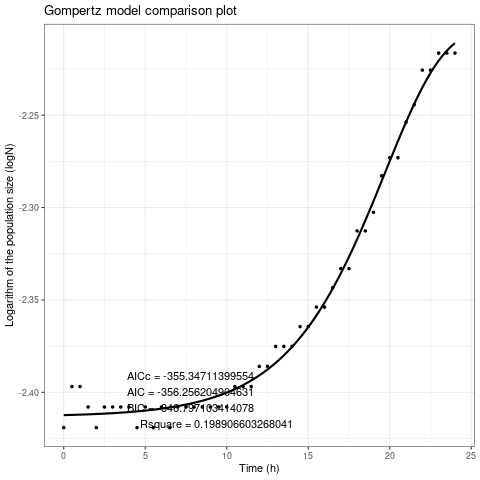 Gompertz model comparison plot
Logarithm of the population size (logN)
-2.25
-2.30
-2.35
-2.40
AICc = -355.34711399554
AIC = -356.256204904631
BIC =
Rsquare = 0.198906603268041
0 5 10 15 20 25
Time (h)